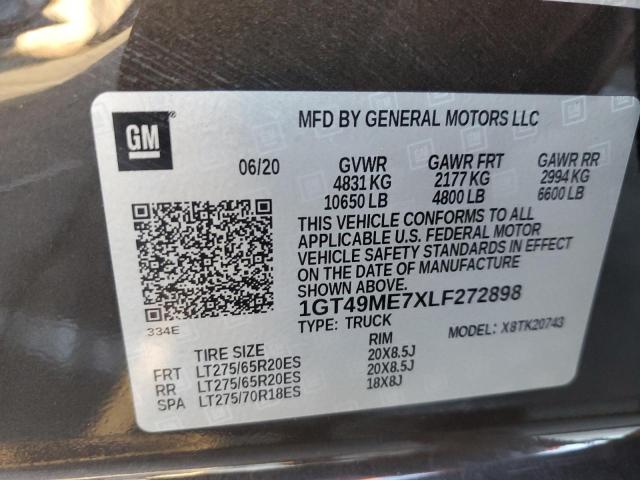 GM
MFD BY GENERAL MOTORS LLC
06/20 GVWR GAWR FRT GAWR RR
4831 KG 2177 KG 2994 KG
10650 LB 4800 LB 6600 LB
THIS VEHICLE CONFORMS TO ALL
APPLICABLE U.S. FEDERAL MOTOR
VEHICLE SAFETY STANDARDS IN EFFECT
ON THE DATE OF MANUFACTURE
SHOWN ABOVE.
1GT49ME7XLF272898
334E TYPE: TRUCK MODEL: X8TK20743
TIRE SIZE RIM
FRT LT275/65R20ES 20X8.5J
RR LT275/65R20ES 20X8.5J
SPA LT275/70R18ES 18X8J